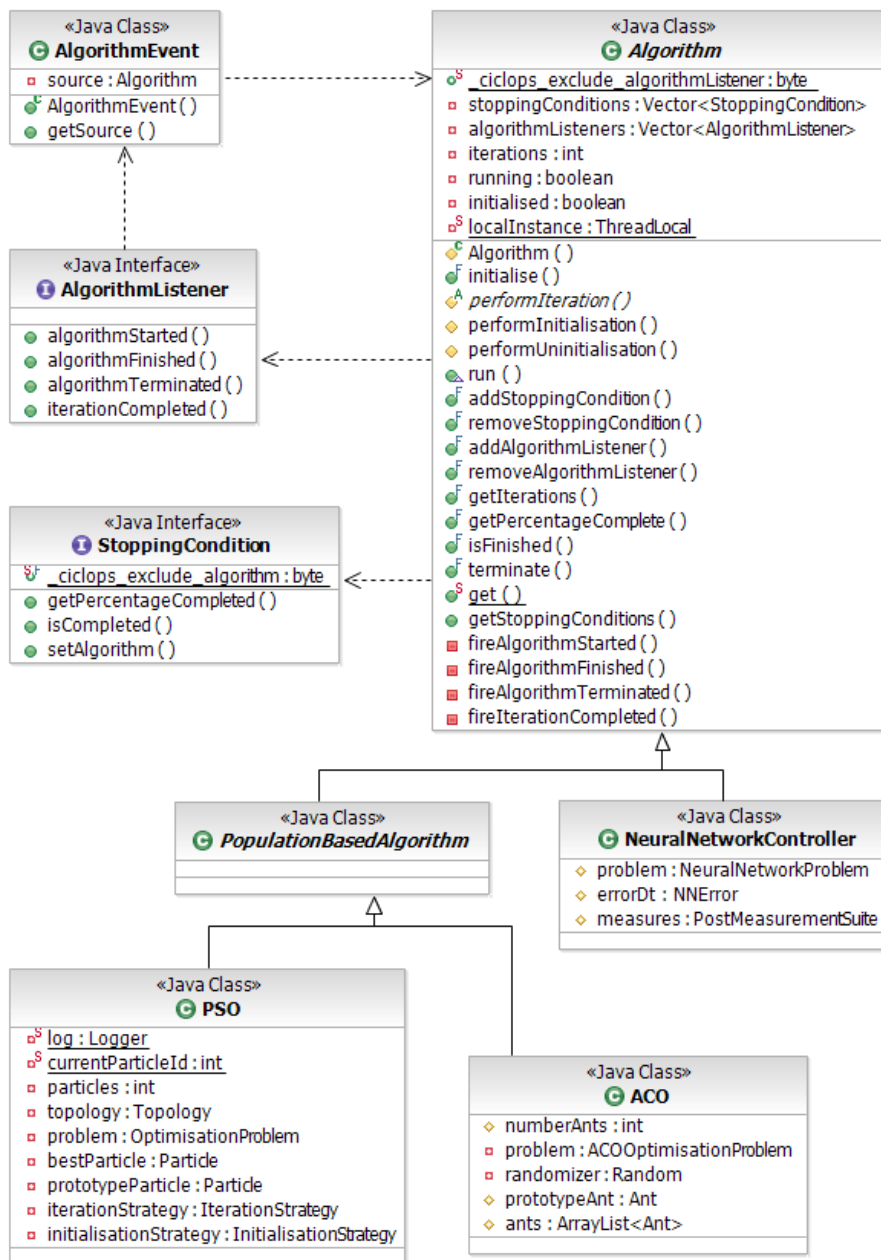 «Java Class»
C AlgorithmEvent
source : Algorithm
C AlgorithmEvent ( )
getSource ( )
«Java Class»
C Algorithm
S _ciclops_exclude_algorithmListener : byte
stoppingConditions : Vector<StoppingCondition>
algorithmListeners : Vector<AlgorithmListener>
iterations : int
running : boolean
initialised : boolean
S localInstance : ThreadLocal
C Algorithm ( )
F initialise ( )
A performIteration ( )
performInitialisation ( )
performUninitialisation ( )
run ( )
F addStoppingCondition ( )
F removeStoppingCondition ( )
F addAlgorithmListener ( )
F removeAlgorithmListener ( )
F getIterations ( )
F getPercentageComplete ( )
F isFinished ( )
F terminate ( )
S get ( )
getStoppingConditions ( )
fireAlgorithmStarted ( )
fireAlgorithmFinished ( )
fireAlgorithmTerminated ( )
fireIterationCompleted ( )
«Java Interface»
I AlgorithmListener
algorithmStarted ( )
algorithmFinished ( )
algorithmTerminated ( )
iterationCompleted ( )
«Java Interface»
I StoppingCondition
S F _ciclops_exclude_algorithm : byte
getPercentageCompleted ( )
isCompleted ( )
setAlgorithm ( )
«Java Class»
C PopulationBasedAlgorithm
«Java Class»
C NeuralNetworkController
problem : NeuralNetworkProblem
errorDt : NNError
measures : PostMeasurementSuite
«Java Class»
C PSO
S log : Logger
S currentParticleId : int
particles : int
topology : Topology
problem : OptimisationProblem
bestParticle : Particle
prototypeParticle : Particle
iterationStrategy : IterationStrategy
initialisationStrategy : InitialisationStrategy
«Java Class»
C ACO
numberAnts : int
problem : ACOOptimisationProblem
randomizer : Random
prototypeAnt : Ant
ants : ArrayList<Ant>